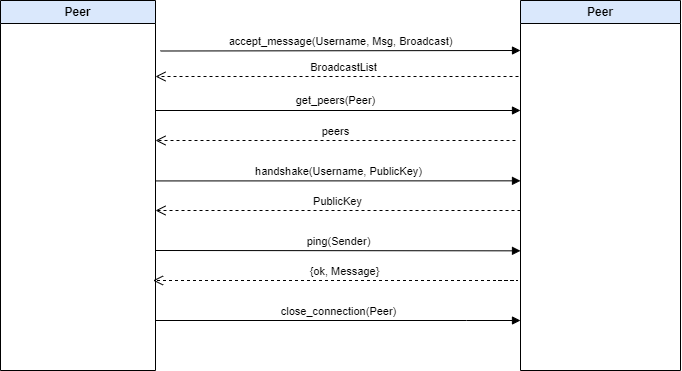 Peer
Peer
accept_message(Username, Msg, Broadcast)
BroadcastList
get_peers(Peer)
peers
handshake(Username, PublicKey)
PublicKey
ping(Sender)
{ok, Message}
close_connection(Peer)